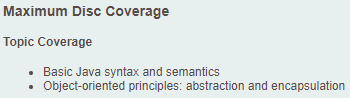 Maximum Disc Coverage
Topic Coverage
• Basic Java syntax and semantics
• Object-oriented principles: abstraction and encapsulation